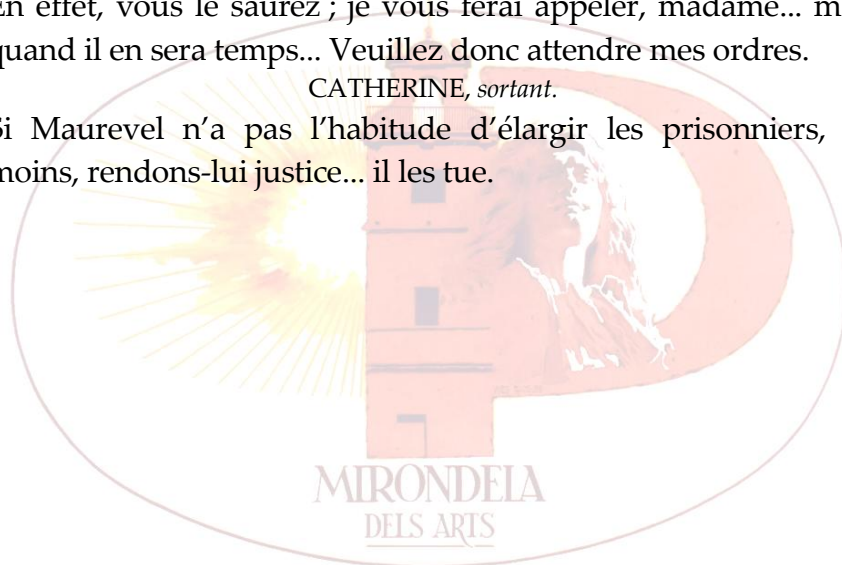 En effet, vous le saurez ; je vous ferai appeler, madame... m
quand il en sera temps... Veuillez donc attendre mes ordres.
CATHERINE, sortant.
Si Maurevel n'a pas l'habitude d'élargir les prisonniers,
moins, rendons-lui justice... il les tue.
MIRONDELA
DELS ARTS